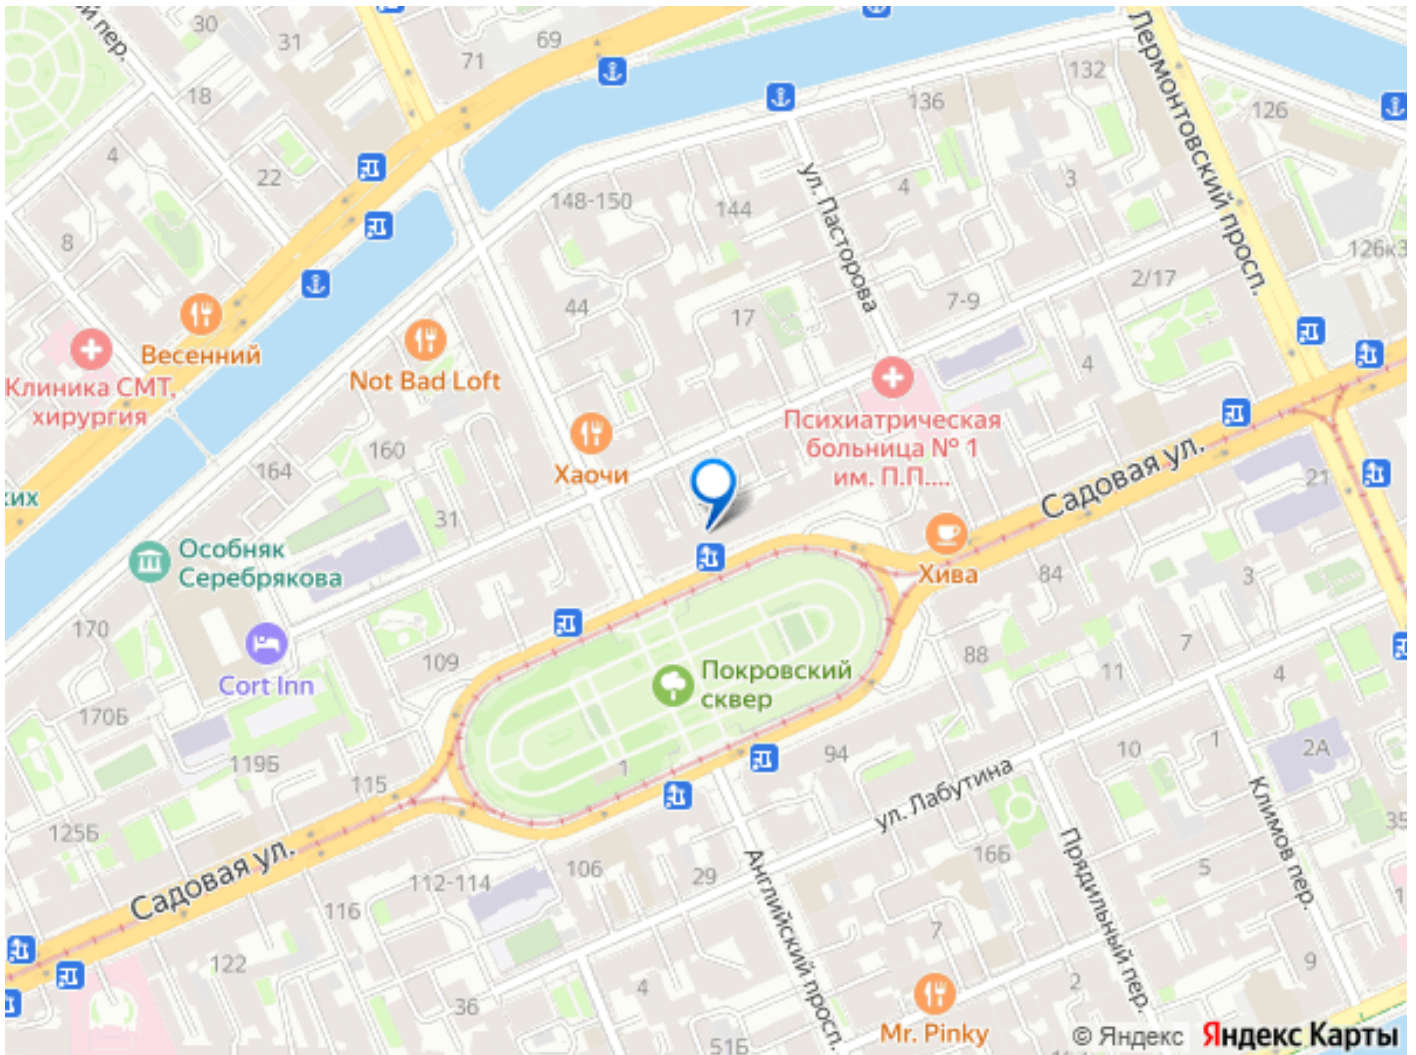 й пер.
30
31
69
71
18
4
22
8
132
136
126
Лермонтовский просп.
148-150
144
ул. Пасторова
4
3
126к3
2/17
44
17
7-9
4
Весенний
Клиника СМТ,
хирургия
Not Bad Loft
Хаочи
160
164
31
Психиатрическая
больница № 1
им. П.П....
Садовая ул.
21
ких
Особняк
Серебрякова
Хива
84
3
170
109
Cort Inn
Покровский
сквер
88
11
7
4
170Б
119Б
115
1
94
10
1
2А
ул. Лабутина
Климов пер.
125Б
Садовая ул.
112-114
106
29
Английский просп.
16Б
Прядильный пер.
5
35
116
122
36
4
7
2
9
1
51Б
Mr. Pinky
© Яндекс Яндекс Карты